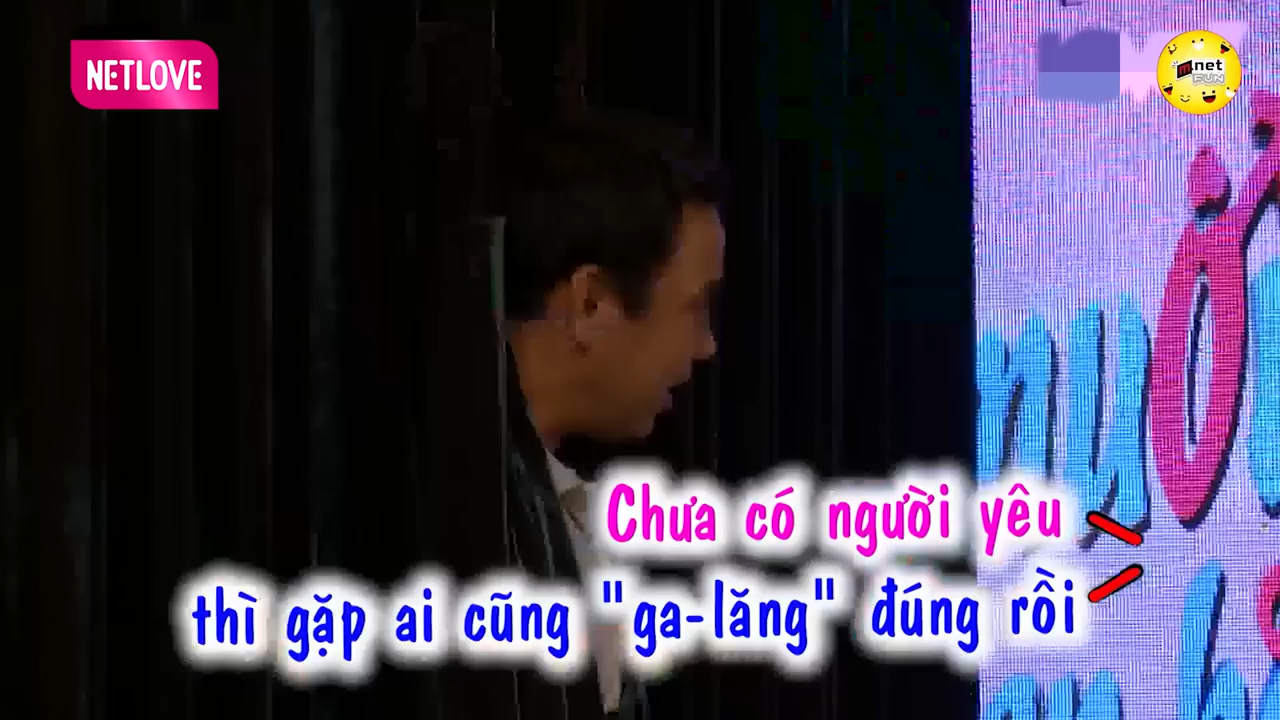 NETLOVE
m.net
FUN
Chưa có người yêu
thì gặp ai cũng "ga-lăng" đúng rồi